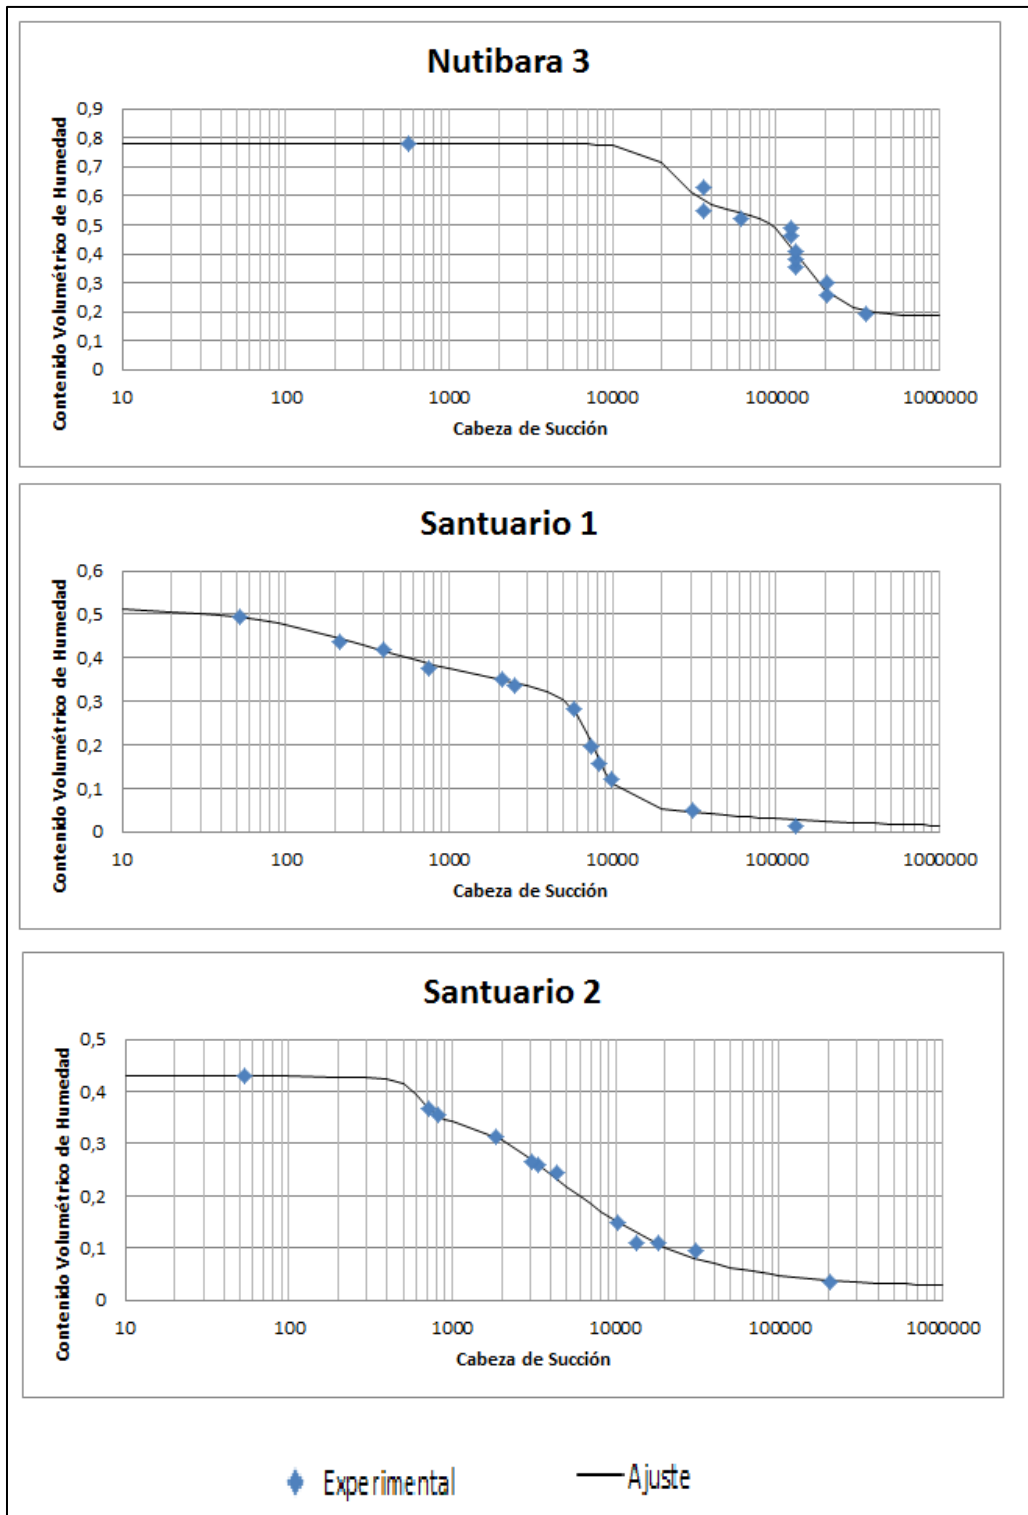 Nutibara 3
Contenido Volumétrico de Humedad
0,9
0,8
0,7
0,6
0,5
0,4
0,3
0,2
0,1
0
10 100 1000 10000 100000 1000000
Cabeza de Succión
Santuario 1
Contenido Volumétrico de Humedad
0,6
0,5
0,4
0,3
0,2
0,1
0
10 100 1000 10000 100000 1000000
Cabeza de Succión
Santuario 2
Contenido Volumétrico de Humedad
0,5
0,4
0,3
0,2
0,1
0
10 100 1000 10000 100000 1000000
Cabeza de Succión
Experimental Ajuste